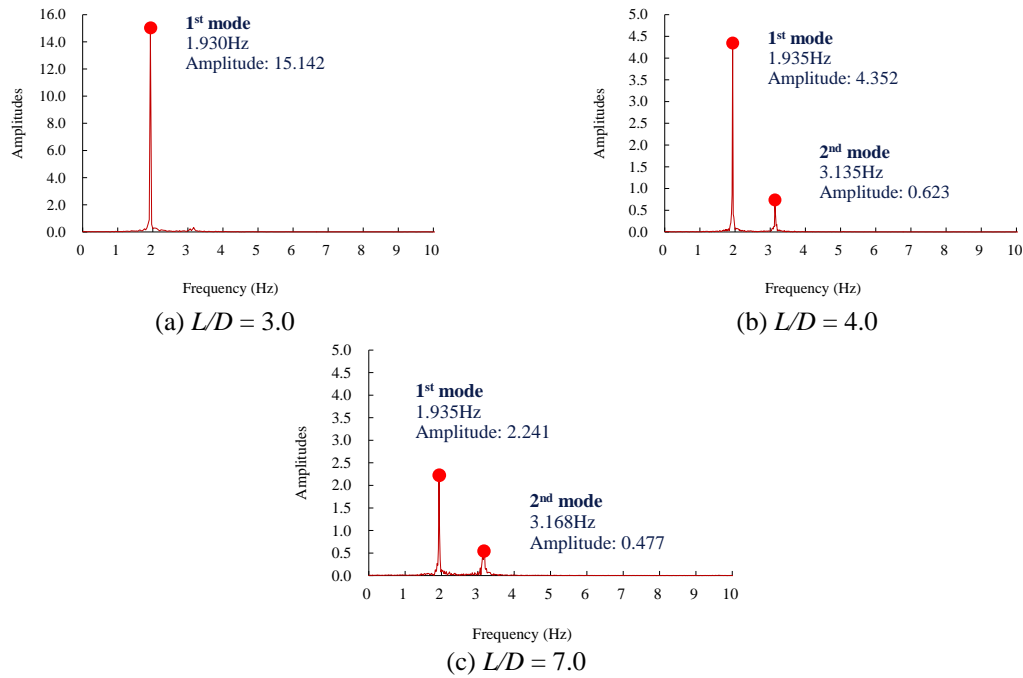 16.0
14.0
12.0
10.0
8.0
6.0
4.0
2.0
0.0
Amplitudes
1st mode
1.930Hz
Amplitude: 15.142
0 1 2 3 4 5 6 7 8 9 10
Frequency (Hz)
(a) L/D = 3.0
5.0
4.5
4.0
3.5
3.0
2.5
2.0
1.5
1.0
0.5
0.0
Amplitudes
1st mode
1.935Hz
Amplitude: 4.352
2nd mode
3.135Hz
Amplitude: 0.623
0 1 2 3 4 5 6 7 8 9 10
Frequency (Hz)
(b) L/D = 4.0
5.0
4.5
4.0
3.5
3.0
2.5
2.0
1.5
1.0
0.5
0.0
Amplitudes
1st mode
1.935Hz
Amplitude: 2.241
2nd mode
3.168Hz
Amplitude: 0.477
0 1 2 3 4 5 6 7 8 9 10
Frequency (Hz)
(c) L/D = 7.0